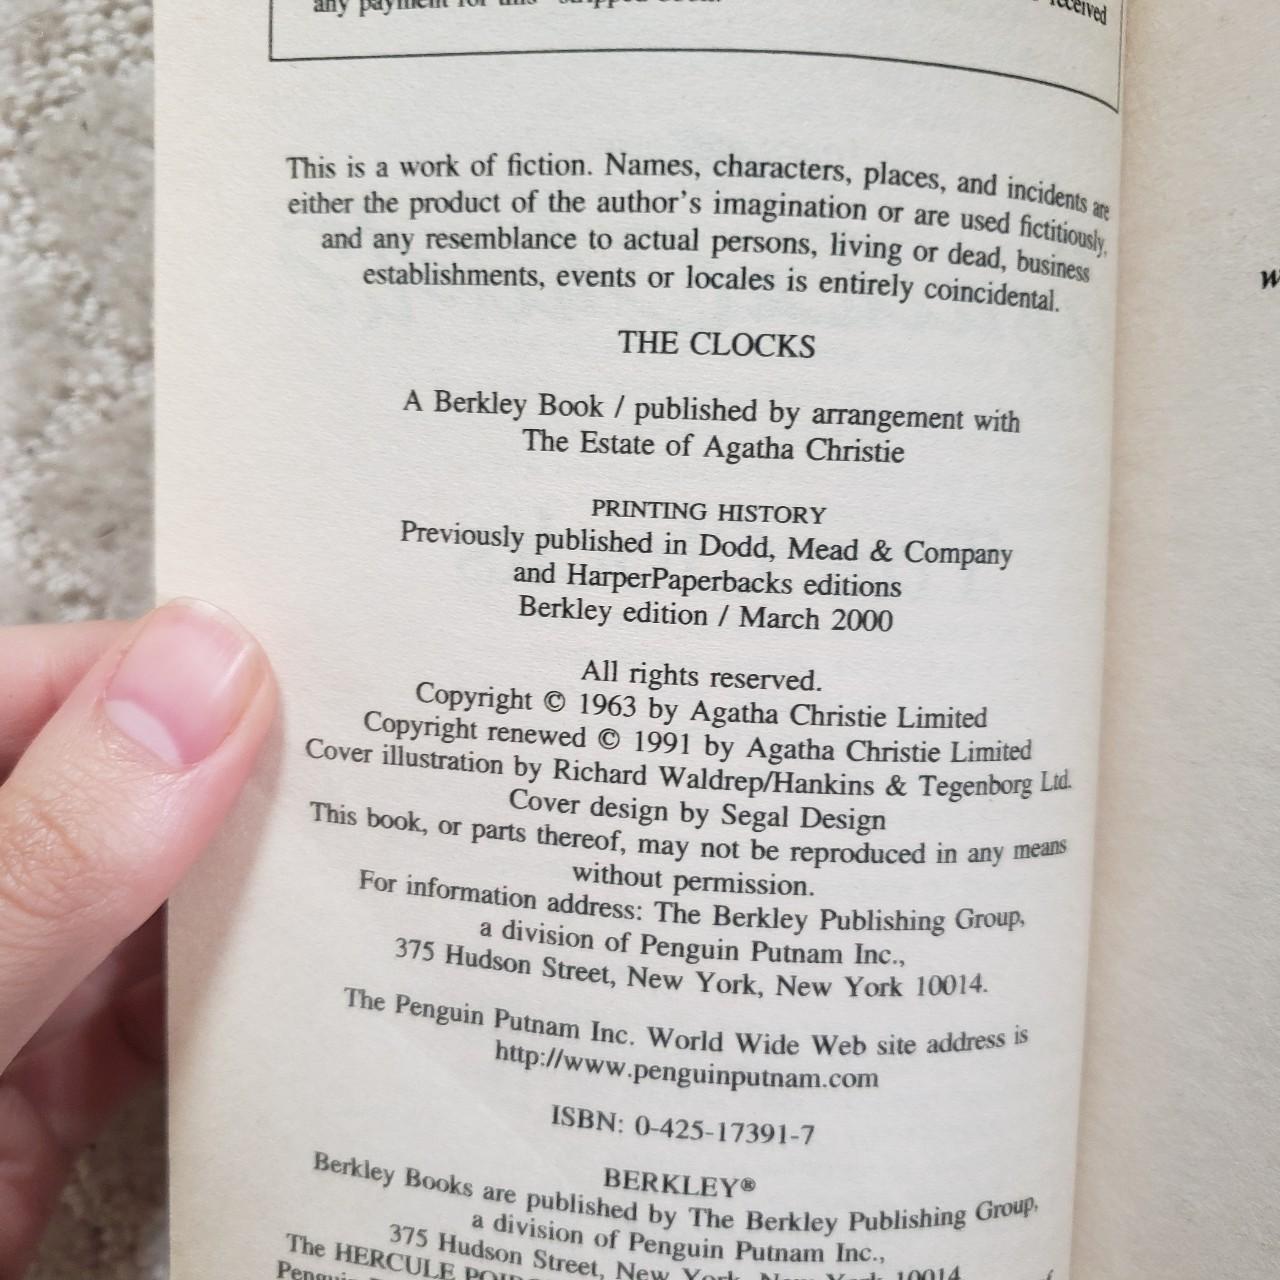 any payment for this "stripped book."
received
This is a work of fiction. Names, characters, places, and incidents are
either the product of the author's imagination or are used fictitiously,
and any resemblance to actual persons, living or dead, business
establishments, events or locales is entirely coincidental.
THE CLOCKS
A Berkley Book / published by arrangement with
The Estate of Agatha Christie
PRINTING HISTORY
Previously published in Dodd, Mead & Company
and HarperPaperbacks editions
Berkley edition / March 2000
All rights reserved.
Copyright © 1963 by Agatha Christie Limited
Copyright renewed © 1991 by Agatha Christie Limited
Cover illustration by Richard Waldrep/Hankins & Tegenborg Ltd.
Cover design by Segal Design
This book, or parts thereof, may not be reproduced in any means
without permission.
For information address: The Berkley Publishing Group,
a division of Penguin Putnam Inc.,
375 Hudson Street, New York, New York 10014.
The Penguin Putnam Inc. World Wide Web site address is
http://www.penguinputnam.com
ISBN: 0-425-17391-7
BERKLEY®
Berkley Books are published by The Berkley Publishing Group,
a division of Penguin Putnam Inc.,
375 Hudson Street, New York, New York 10014.
The HERCULE